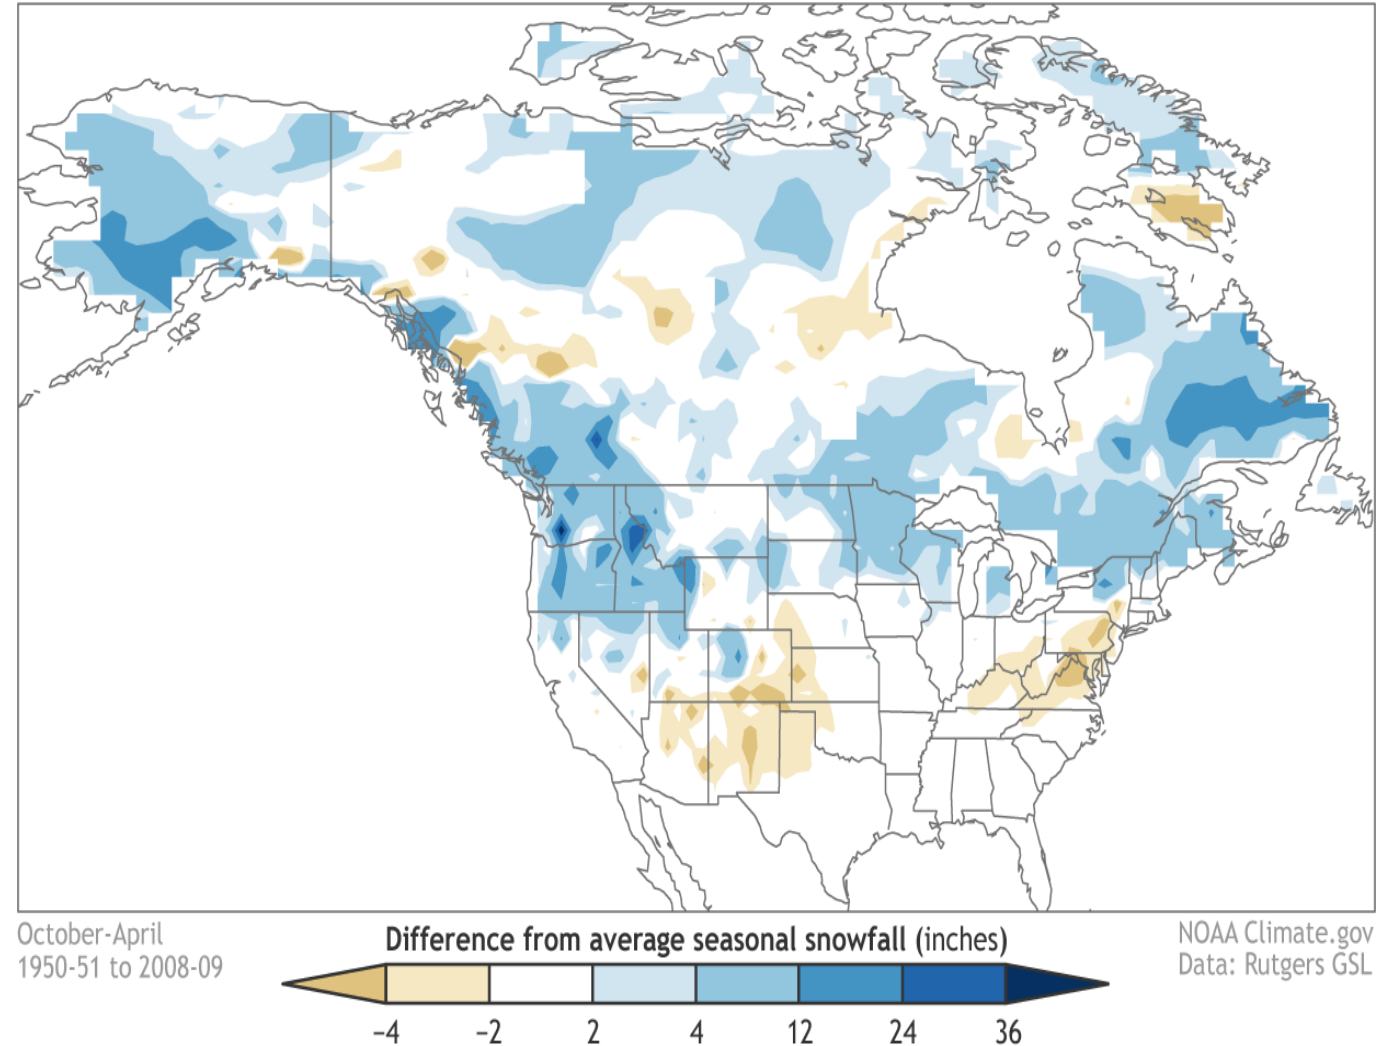 October-April
1950-51 to 2008-09
Difference from average seasonal snowfall (inches)
NOAA Climate.gov
Data: Rutgers GSL
−4 −2 2 4 12 24 36